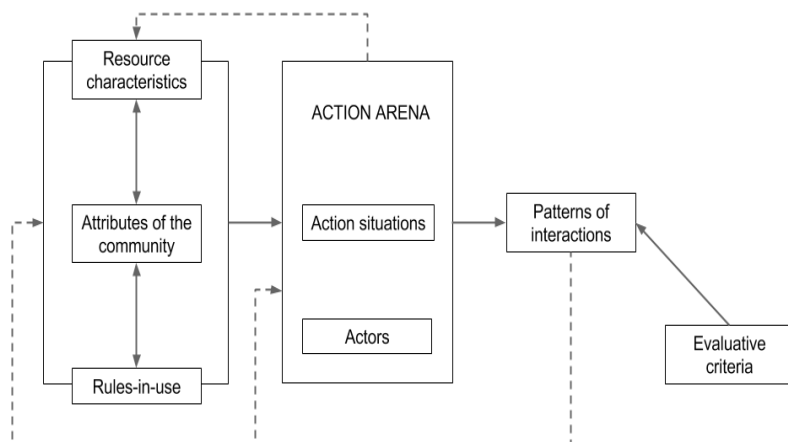 Resource
characteristics
Attributes of the
community
Rules-in-use
ACTION ARENA
Action situations
Actors
Patterns of
interactions
Evaluative
criteria